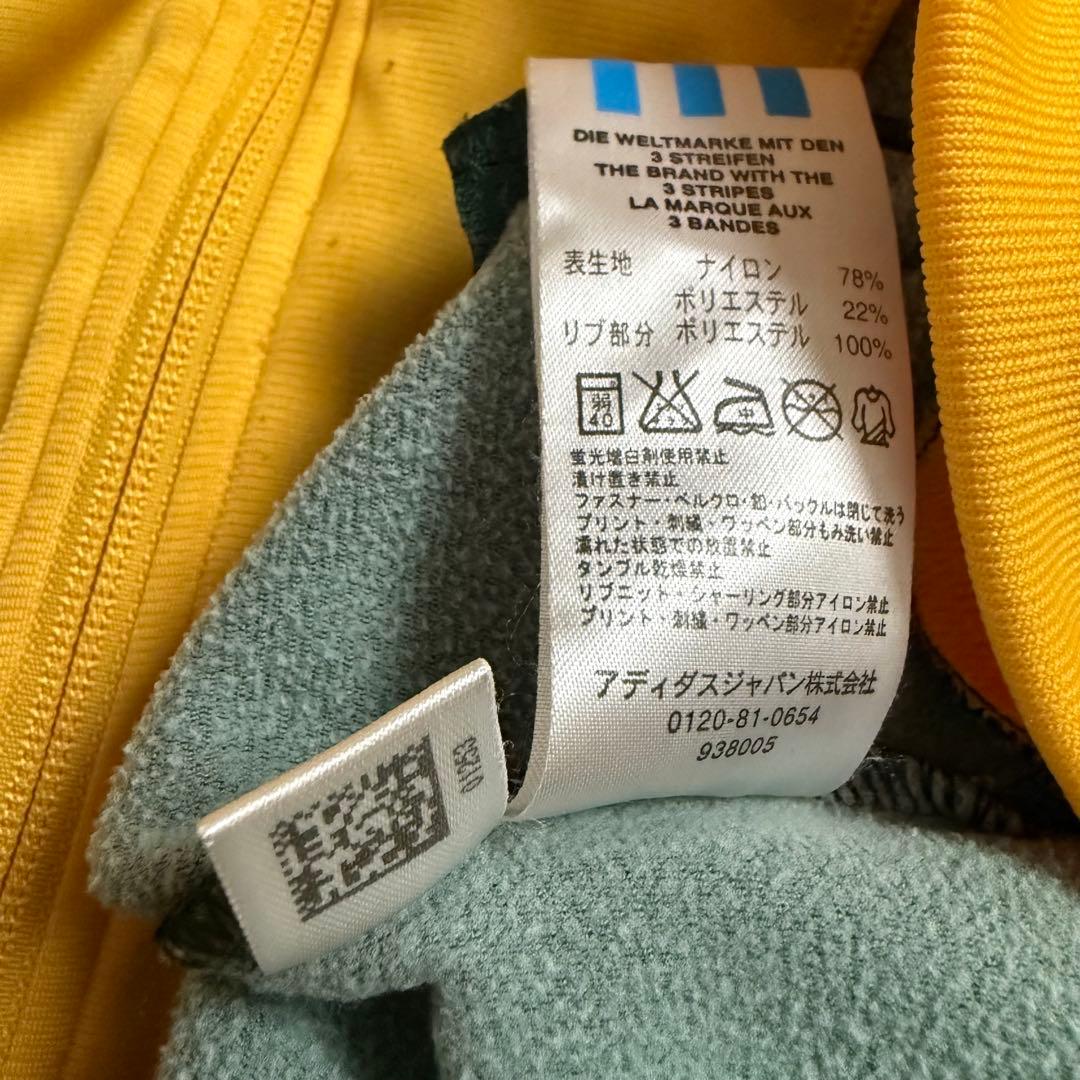 DIE WELTMARKE MIT DEN
3 STREIFEN
THE BRAND WITH THE
3 STRIPES
LA MARQUE AUX
3 BANDES
表生地 ナイロン 78%
ポリエステル 22%
リブ部分 ポリエステル 100%
弱
40
中
蛍光増白剤使用禁止
漬け置き禁止
ファスナー・ベルクロ・釦・バックルは閉じて洗う
プリント・刺繍・ワッペン部分もみ洗い禁止
濡れた状態での放置禁止
タンブル乾燥禁止
リブニット・シャーリング部分アイロン禁止
プリント・刺繍・ワッペン部分アイロン禁止
アディダスジャパン株式会社
0120-81-0654
938005